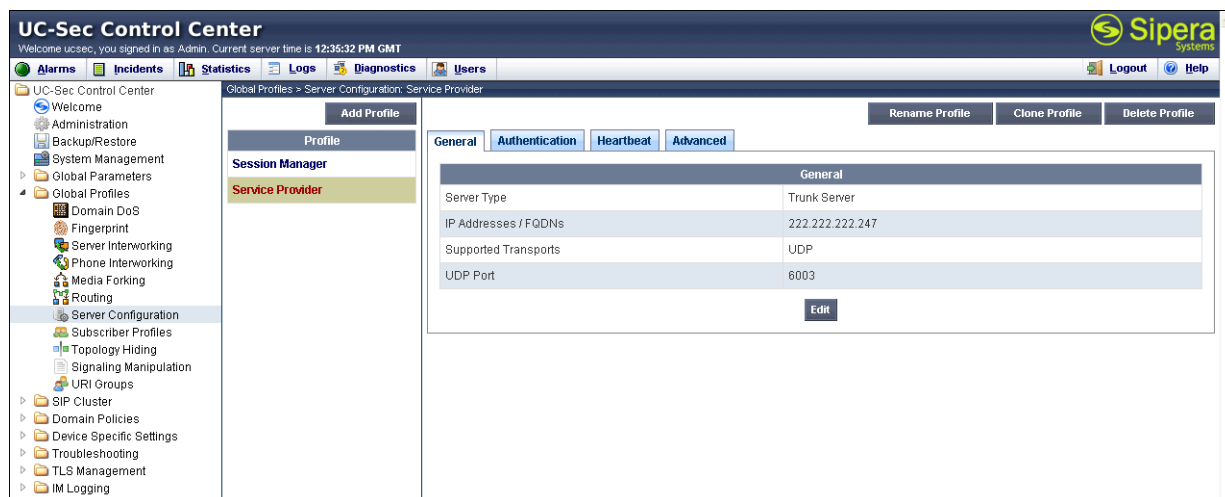 UC-Sec Control Center
Welcome ucsec, you signed in as Admin. Current server time is 12:35:32 PM GMT
Sipera
Systems
Alarms Incidents Statistics Logs Diagnostics Users Logout Help
UC-Sec Control Center
Welcome
Administration
Backup/Restore
System Management
Global Parameters
Global Profiles
Domain DoS
Fingerprint
Server Interworking
Phone Interworking
Media Forking
Routing
Server Configuration
Subscriber Profiles
Topology Hiding
Signaling Manipulation
URI Groups
SIP Cluster
Domain Policies
Device Specific Settings
Troubleshooting
TLS Management
IM Logging
Global Profiles > Server Configuration: Service Provider
Add Profile
Profile
Session Manager
Service Provider
Rename Profile Clone Profile Delete Profile
General Authentication Heartbeat Advanced
General
Server Type Trunk Server
IP Addresses / FQDNs 222.222.222.247
Supported Transports UDP
UDP Port 6003
Edit